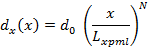 d_x(x) = d_0 (x / L_xpml)^N